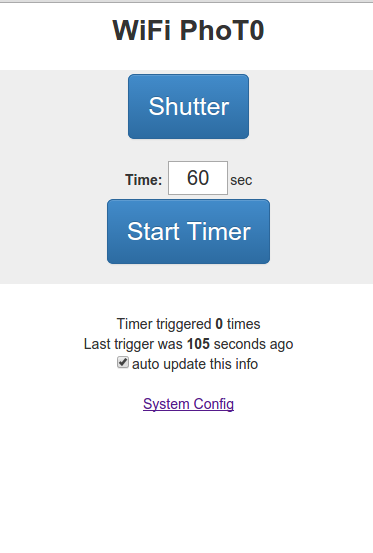 WiFi PhoT0
Shutter
Time: 60 sec
Start Timer
Timer triggered 0 times
Last trigger was 105 seconds ago
auto update this info
System Config